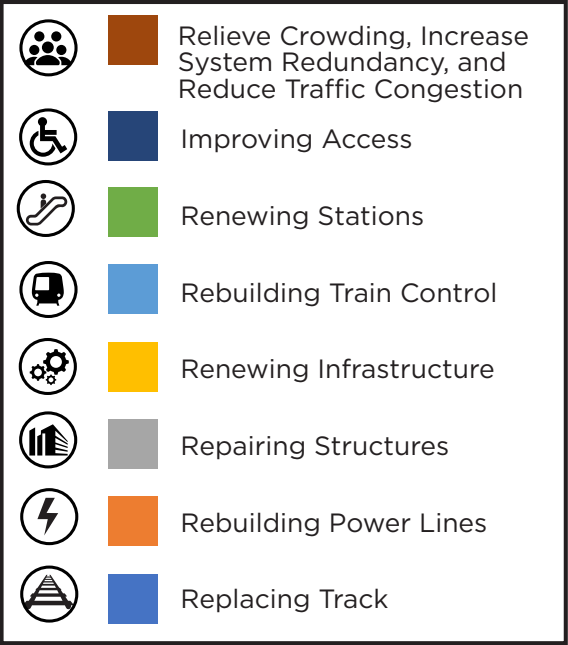 Relieve Crowding, Increase
System Redundancy, and
Reduce Traffic Congestion
Improving Access
Renewing Stations
Rebuilding Train Control
Renewing Infrastructure
Repairing Structures
Rebuilding Power Lines
Replacing Track